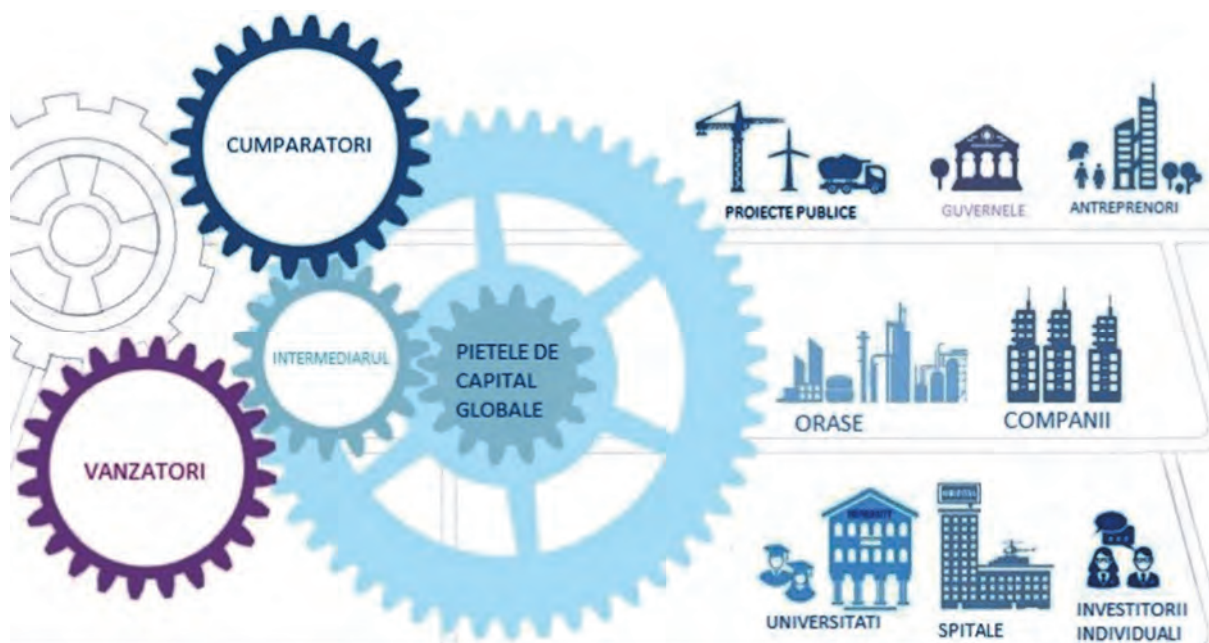 CUMPARATORI
INTERMEDIARUL
VANZATORI
PIETELE DE
CAPITAL
GLOBALE
PROIECTE PUBLICE
GUVERNELE
ANTREPRENORI
ORASE
COMPANII
UNIVERSITATI
SPITALE
INVESTITORII
INDIVIDUALI